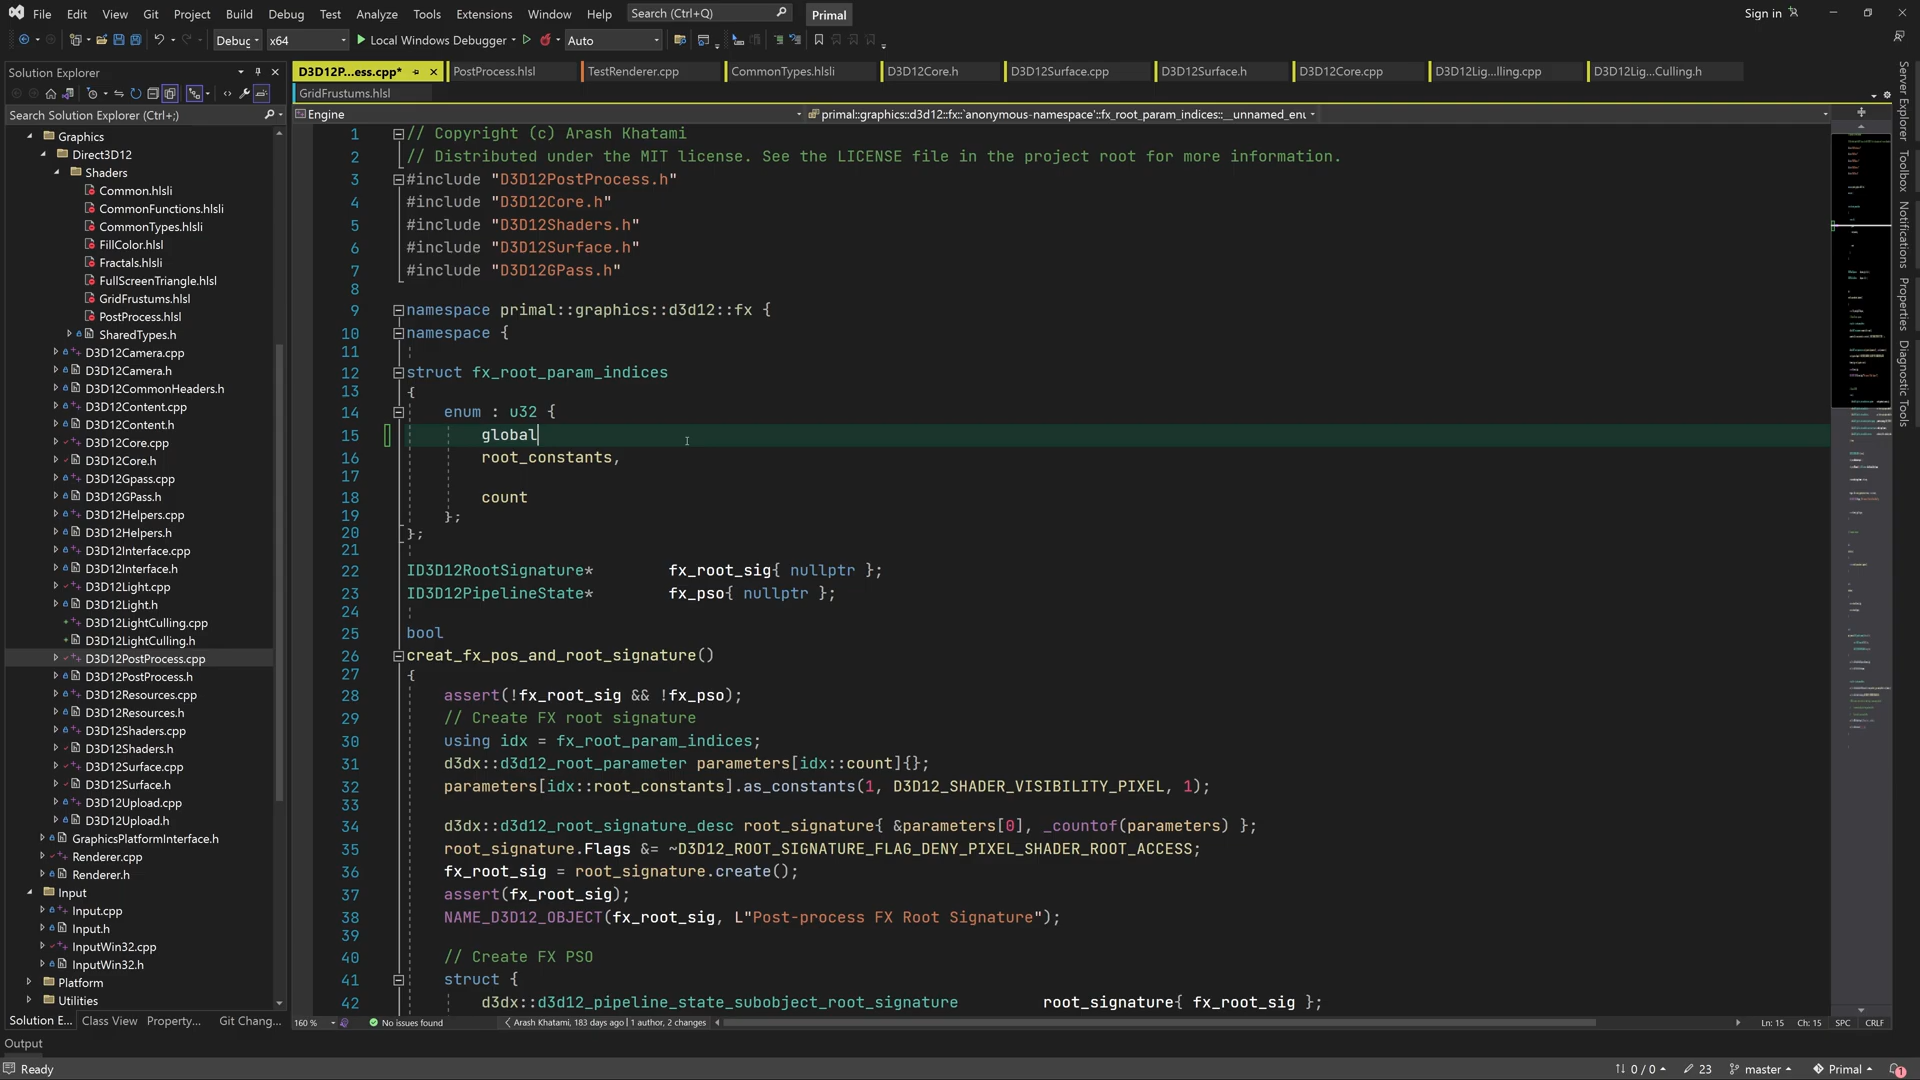 File Edit View Git Project Build Debug Test Analyze Tools Extensions Window Help Search (Ctrl+Q) Primal Sign in
Debug x64 Local Windows Debugger Auto
Solution Explorer
D3D12P...ess.cpp* PostProcess.hlsl TestRenderer.cpp CommonTypes.hlsli D3D12Core.h D3D12Surface.cpp D3D12Surface.h D3D12Core.cpp D3D12Lig...lling.cpp D3D12Lig...Culling.h
GridFrustums.hlsl
Search Solution Explorer (Ctrl+;)
Engine primal::graphics::d3d12::fx::`anonymous-namespace'::fx_root_param_indices::__unnamed_enu
Graphics
Direct3D12
Shaders
Common.hlsli
CommonFunctions.hlsli
CommonTypes.hlsli
FillColor.hlsl
Fractals.hlsli
FullScreenTriangle.hlsl
GridFrustums.hlsl
PostProcess.hlsl
SharedTypes.h
D3D12Camera.cpp
D3D12Camera.h
D3D12CommonHeaders.h
D3D12Content.cpp
D3D12Content.h
D3D12Core.cpp
D3D12Core.h
D3D12Gpass.cpp
D3D12GPass.h
D3D12Helpers.cpp
D3D12Helpers.h
D3D12Interface.cpp
D3D12Interface.h
D3D12Light.cpp
D3D12Light.h
D3D12LightCulling.cpp
D3D12LightCulling.h
D3D12PostProcess.cpp
D3D12PostProcess.h
D3D12Resources.cpp
D3D12Resources.h
D3D12Shaders.cpp
D3D12Shaders.h
D3D12Surface.cpp
D3D12Surface.h
D3D12Upload.cpp
D3D12Upload.h
GraphicsPlatformInterface.h
Renderer.cpp
Renderer.h
Input
Input.cpp
Input.h
InputWin32.cpp
InputWin32.h
Platform
Utilities
Solution E... Class View Property... Git Chang...
1 // Copyright (c) Arash Khatami
2 // Distributed under the MIT license. See the LICENSE file in the project root for more information.
3 #include "D3D12PostProcess.h"
4 #include "D3D12Core.h"
5 #include "D3D12Shaders.h"
6 #include "D3D12Surface.h"
7 #include "D3D12GPass.h"
8
9 namespace primal::graphics::d3d12::fx {
10 namespace {
11
12 struct fx_root_param_indices
13 {
14 enum : u32 {
15 global
16 root_constants,
17
18 count
19 };
20 };
21
22 ID3D12RootSignature* fx_root_sig{ nullptr };
23 ID3D12PipelineState* fx_pso{ nullptr };
24
25 bool
26 creat_fx_pos_and_root_signature()
27 {
28 assert(!fx_root_sig && !fx_pso);
29 // Create FX root signature
30 using idx = fx_root_param_indices;
31 d3dx::d3d12_root_parameter parameters[idx::count]{};
32 parameters[idx::root_constants].as_constants(1, D3D12_SHADER_VISIBILITY_PIXEL, 1);
33
34 d3dx::d3d12_root_signature_desc root_signature{ &parameters[0], _countof(parameters) };
35 root_signature.Flags &= ~D3D12_ROOT_SIGNATURE_FLAG_DENY_PIXEL_SHADER_ROOT_ACCESS;
36 fx_root_sig = root_signature.create();
37 assert(fx_root_sig);
38 NAME_D3D12_OBJECT(fx_root_sig, L"Post-process FX Root Signature");
39
40 // Create FX PSO
41 struct {
42 d3dx::d3d12_pipeline_state_subobject_root_signature root_signature{ fx_root_sig };
160 % No issues found Arash Khatami, 183 days ago | 1 author, 2 changes Ln: 15 Ch: 15 SPC CRLF
Server Explorer
Toolbox
Notifications
Properties
Diagnostic Tools
Output
Ready 0 / 0 23 master Primal 1